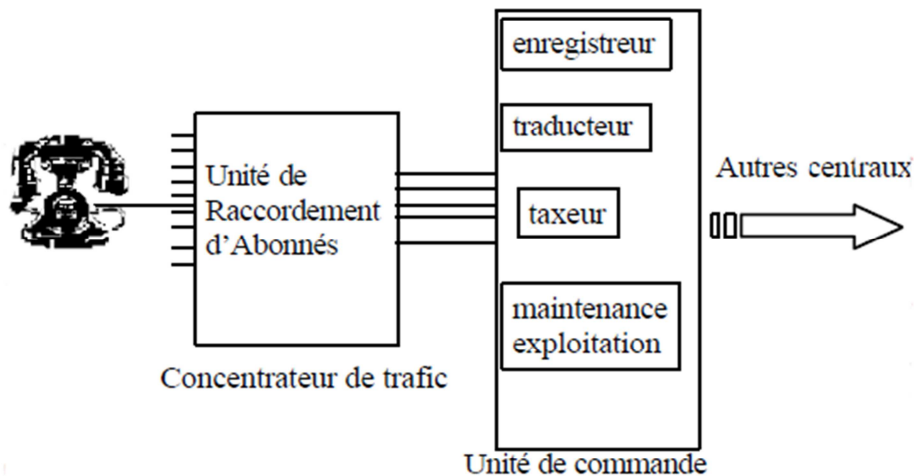 enregistreur
traducteur
Autres centraux
Unité de
Raccordement
d'Abonnés
taxeur
maintenance
exploitation
Concentrateur de trafic
Unité de commande